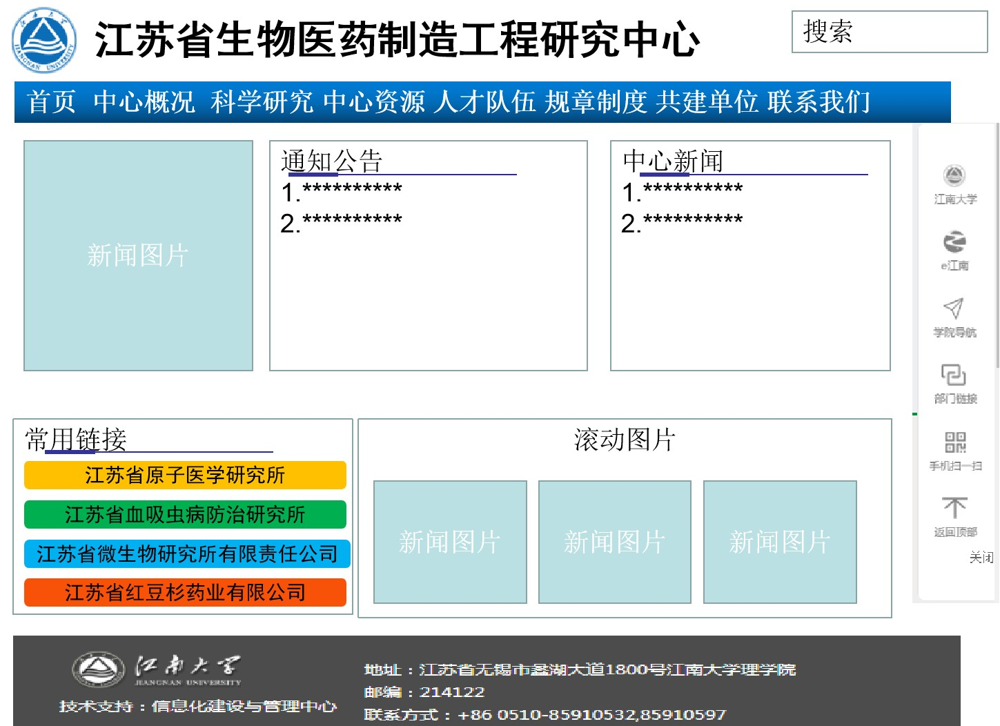 江南大学
JIANGNAN UNIVERSITY
江苏省生物医药制造工程研究中心
搜索
首页 中心概况 科学研究 中心资源 人才队伍 规章制度 共建单位 联系我们
新闻图片
通知公告
1.**********
2.**********
中心新闻
1.**********
2.**********
江南大学
e江南
学院导航
部门链接
手机扫一扫
返回顶部
关闭
常用链接
江苏省原子医学研究所
江苏省血吸虫病防治研究所
江苏省微生物研究所有限责任公司
江苏省红豆杉药业有限公司
滚动图片
新闻图片 新闻图片 新闻图片
江南大学
JIANGNAN UNIVERSITY
技术支持：信息化建设与管理中心
地址：江苏省无锡市蠡湖大道1800号江南大学理学院
邮编：214122
联系方式：+86 0510-85910532,85910597